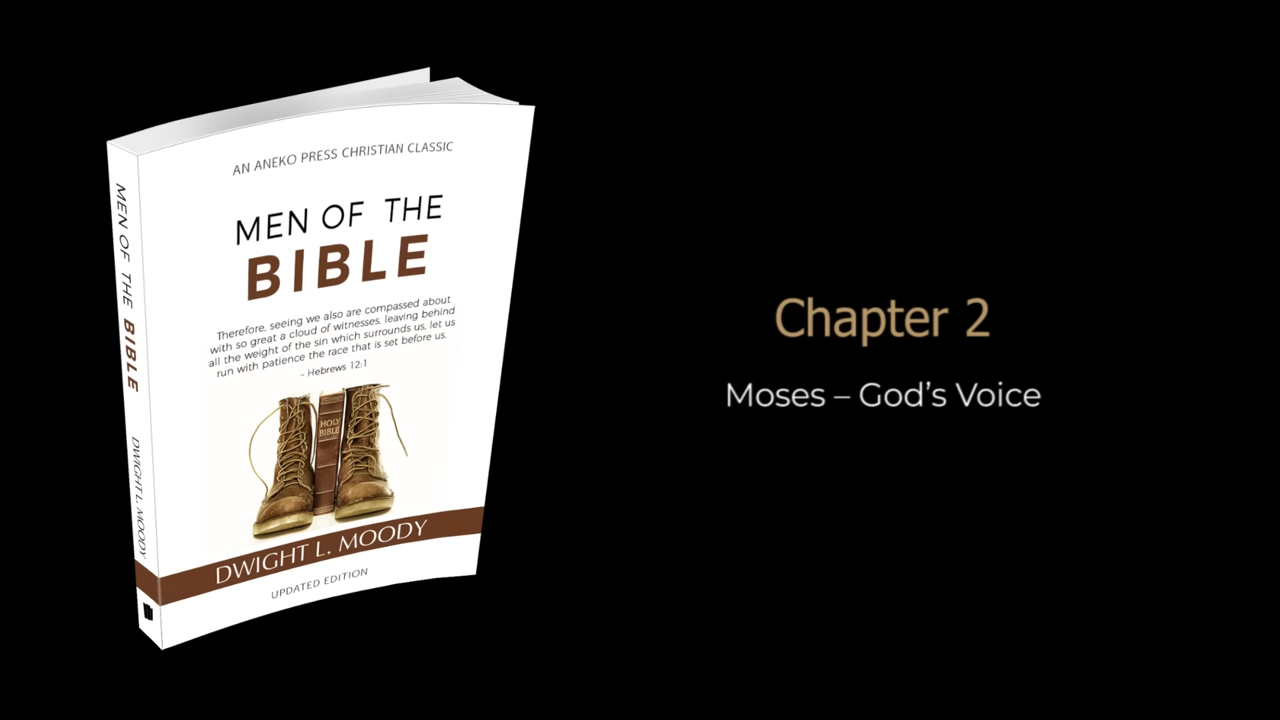 AN ANEKO PRESS CHRISTIAN CLASSIC
MEN OF THE
BIBLE
Therefore, seeing we also are compassed about
with so great a cloud of witnesses, leaving behind
all the weight of the sin which surrounds us, let us
run with patience the race that is set before us.
– Hebrews 12:1
HOLY
BIBLE
DWIGHT L. MOODY
UPDATED EDITION
MEN OF THE BIBLE
DWIGHT L. MOODY
Chapter 2
Moses – God’s Voice